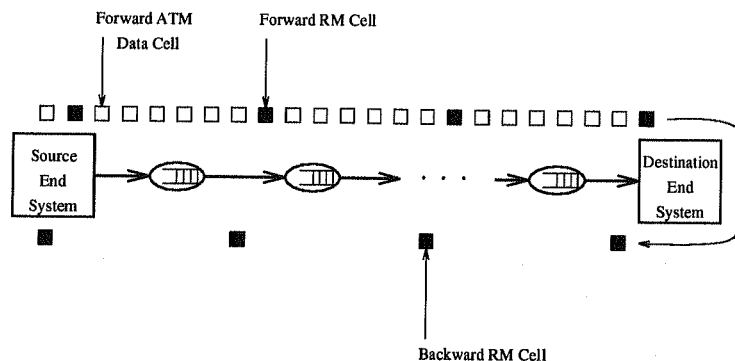 Forward ATM
Data Cell
Forward RM Cell
Source
End
System
Destination
End
System
Backward RM Cell